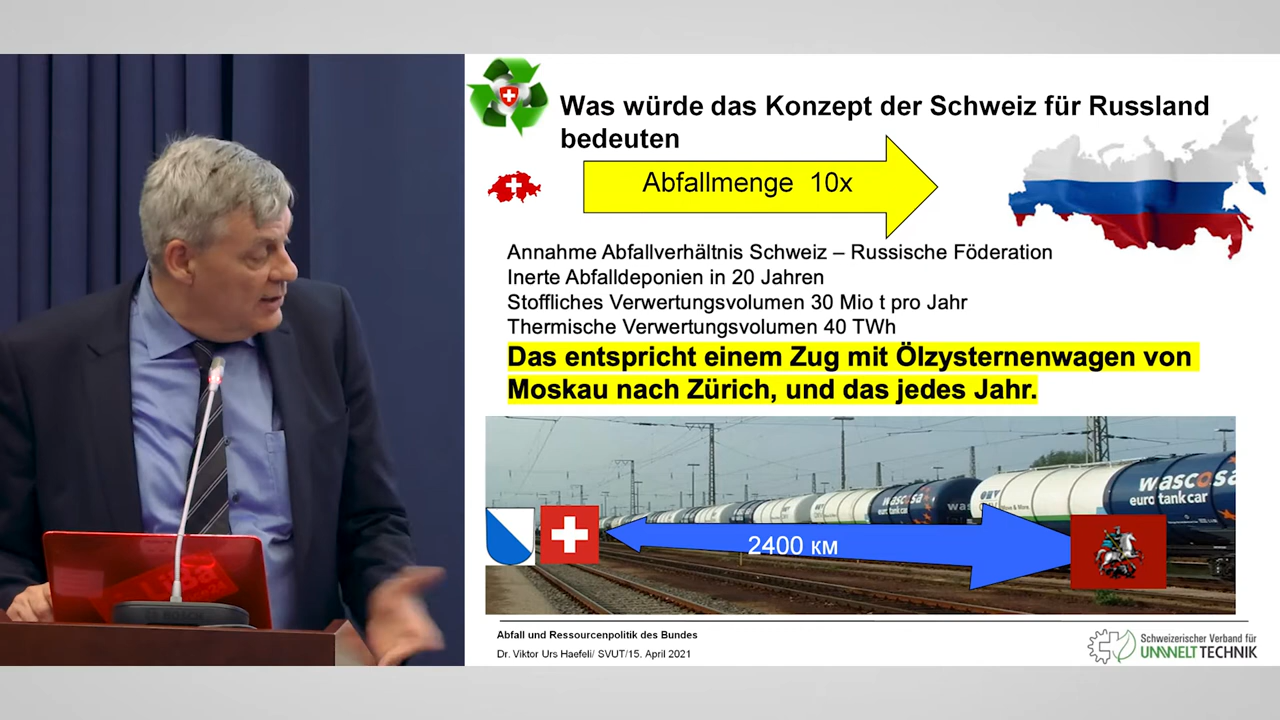 Was würde das Konzept der Schweiz für Russland
bedeuten
Abfallmenge 10x
Annahme Abfallverhältnis Schweiz – Russische Föderation
Inerte Abfalldeponien in 20 Jahren
Stoffliches Verwertungsvolumen 30 Mio t pro Jahr
Thermische Verwertungsvolumen 40 TWh
Das entspricht einem Zug mit Ölzysternenwagen von
Moskau nach Zürich, und das jedes Jahr.
wascosa
euro tank car
wascosa
euro tank car
2400 км
Abfall und Ressourcenpolitik des Bundes
Dr. Viktor Urs Haefeli/ SVUT/15. April 2021
Schweizerischer Verband für
UMWELTTECHNIK